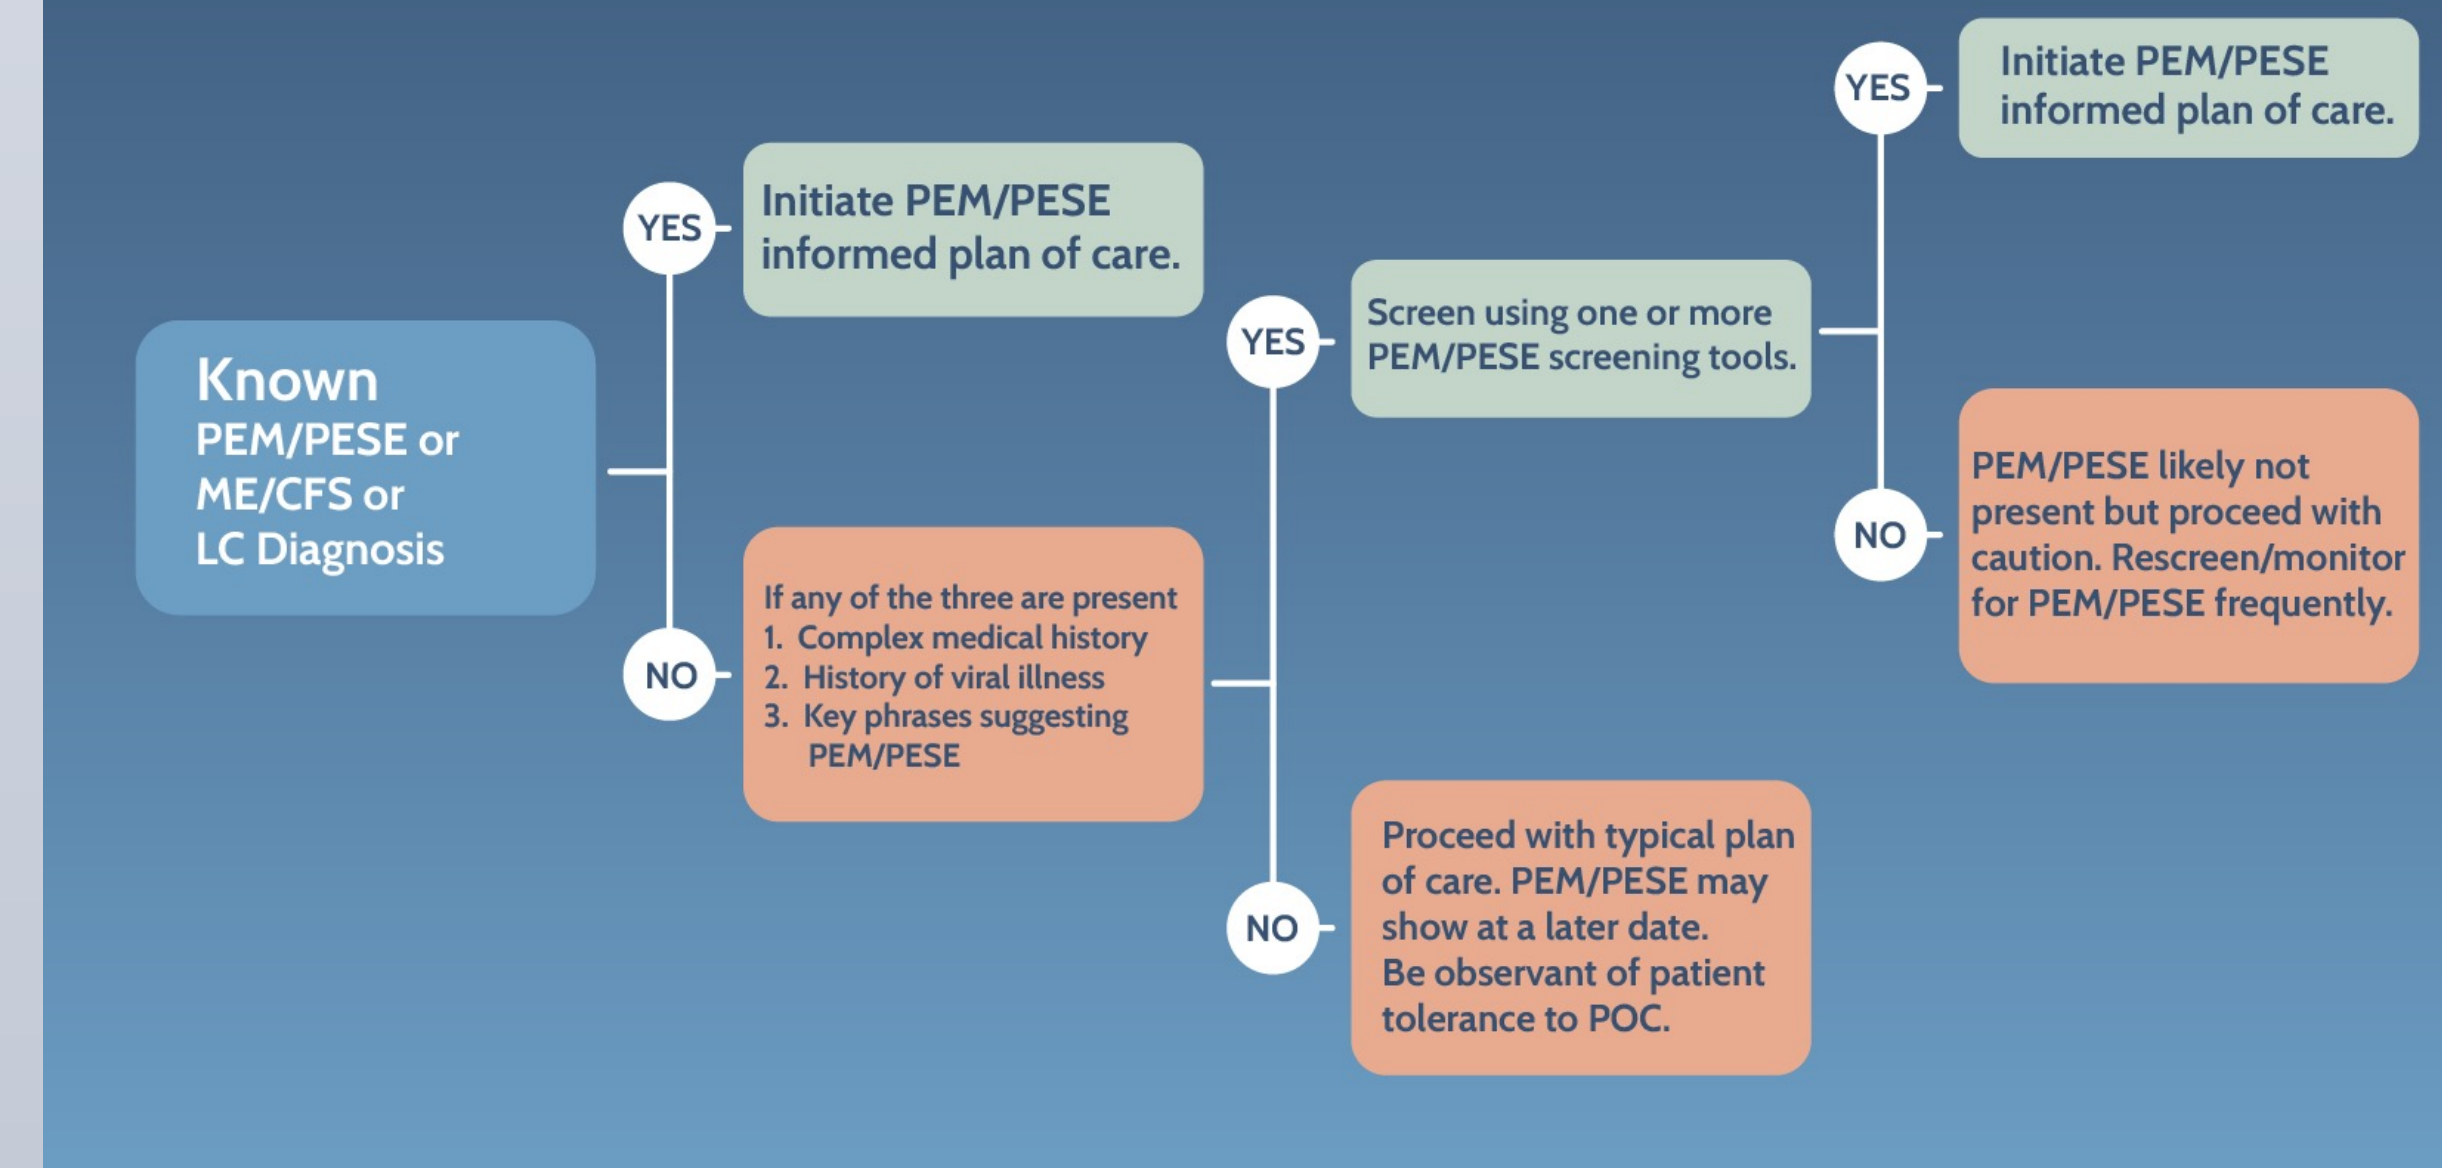 Known
PEM/PESE or
ME/CFS or
LC Diagnosis
YES
Initiate PEM/PESE
informed plan of care.
NO
If any of the three are present
1. Complex medical history
2. History of viral illness
3. Key phrases suggesting
PEM/PESE
YES
Screen using one or more
PEM/PESE screening tools.
NO
Proceed with typical plan
of care. PEM/PESE may
show at a later date.
Be observant of patient
tolerance to POC.
YES
Initiate PEM/PESE
informed plan of care.
NO
PEM/PESE likely not
present but proceed with
caution. Rescreen/monitor
for PEM/PESE frequently.